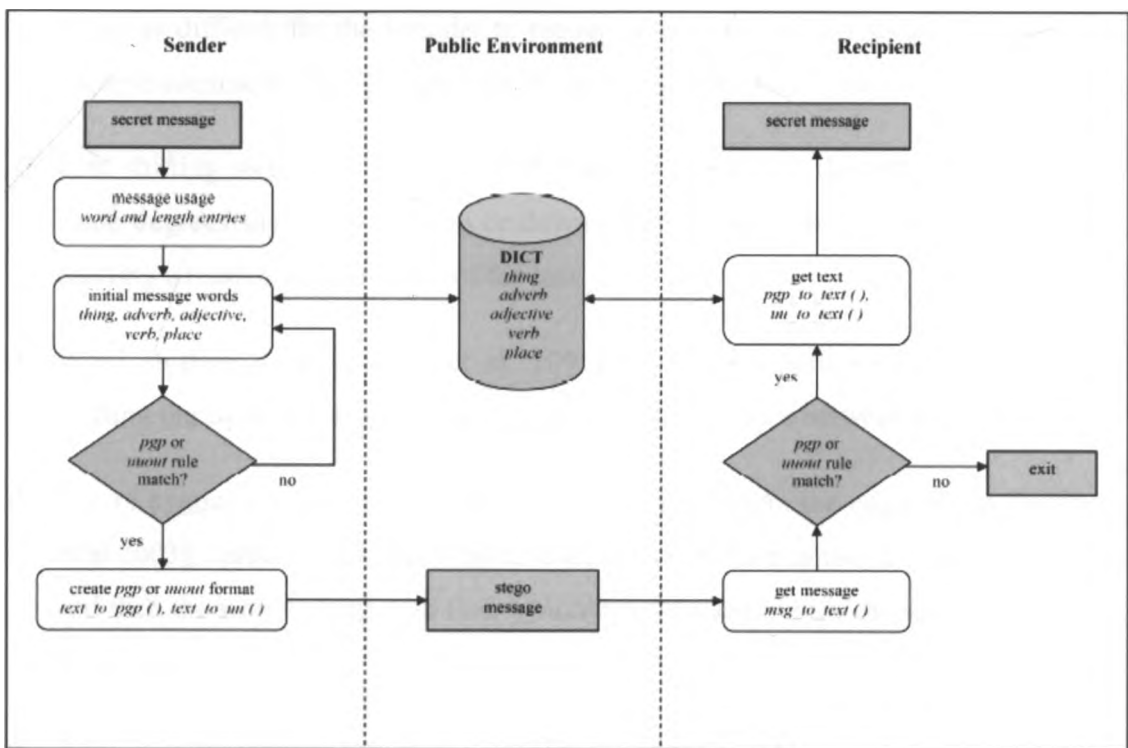 Sender
Public Environment
Recipient
secret message
message usage
word and length entries
initial message words
thing, adverb, adjective,
verb, place
pgp or
uuout rule
match?
no
yes
create pgp or uuout format
text_to_pgp ( ), text_to_uu ( )
DICT
thing
adverb
adjective
verb
place
stego
message
secret message
get text
pgp_to_text ( ),
uu_to_text ( )
yes
pgp or
uuout rule
match?
no
exit
get message
msg_to_text ( )